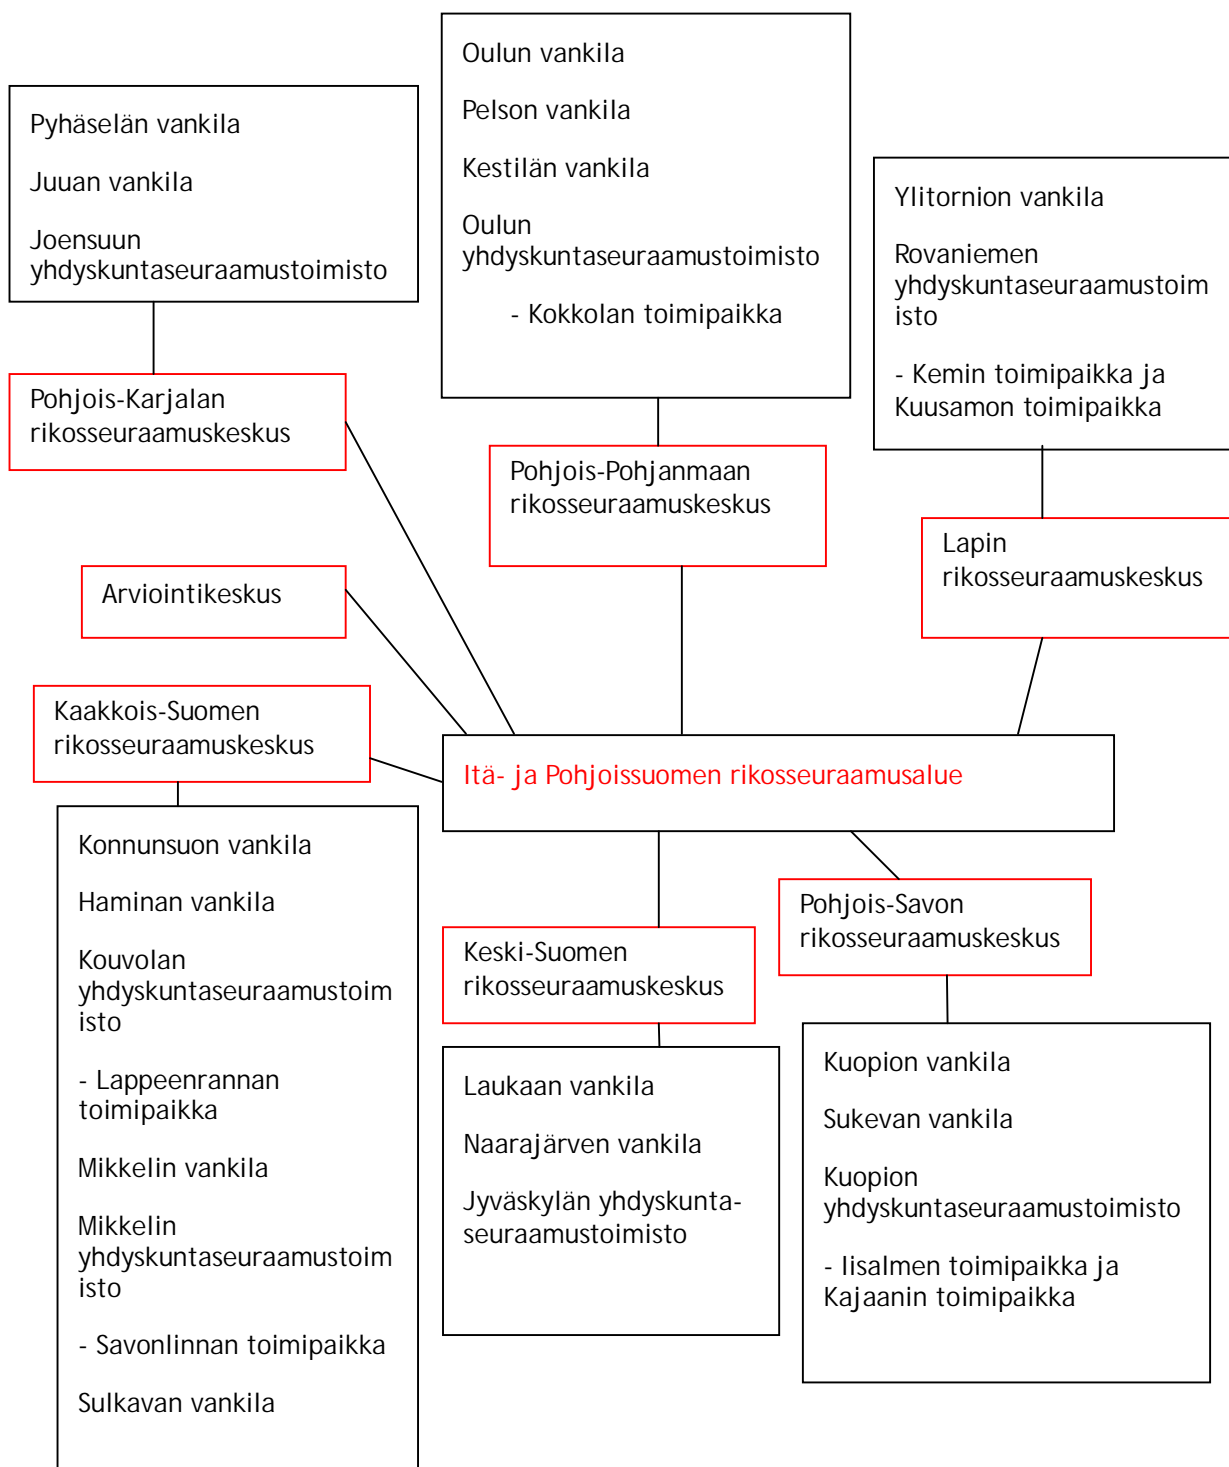 Oulun vankila
Pelson vankila
Kestilän vankila
Oulun
yhdyskuntaseuraamustoimisto
- Kokkolan toimipaikka
Pyhäselän vankila
Juuan vankila
Joensuun
yhdyskuntaseuraamustoimisto
Ylitornion vankila
Rovaniemen
yhdyskuntaseuraamustoim
isto
- Kemin toimipaikka ja
Kuusamon toimipaikka
Pohjois-Karjalan
rikosseuraamuskeskus
Pohjois-Pohjanmaan
rikosseuraamuskeskus
Lapin
rikosseuraamuskeskus
Arviointikeskus
Kaakkois-Suomen
rikosseuraamuskeskus
Itä- ja Pohjoissuomen rikosseuraamusalue
Konnunsuon vankila
Haminan vankila
Kouvolan
yhdyskuntaseuraamustoim
isto
- Lappeenrannan
toimipaikka
Mikkelin vankila
Mikkelin
yhdyskuntaseuraamustoim
isto
- Savonlinnan toimipaikka
Sulkavan vankila
Keski-Suomen
rikosseuraamuskeskus
Laukaan vankila
Naarajärven vankila
Jyväskylän yhdyskunta-
seuraamustoimisto
Pohjois-Savon
rikosseuraamuskeskus
Kuopion vankila
Sukevan vankila
Kuopion
yhdyskuntaseuraamustoimisto
- Iisalmen toimipaikka ja
Kajaanin toimipaikka